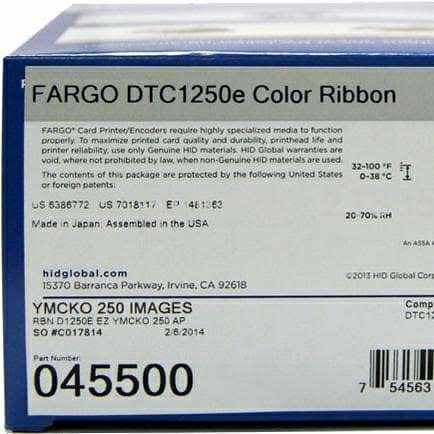 FARGO DTC1250e Color Ribbon
FARGO® Card Printer/Encoders require highly specialized media to function
properly. To maximize printed card quality and durability, printhead life and
printer reliability, use only Genuine HID materials. HID Global warranties are
void, where not prohibited by law, when non-Genuine HID materials are used.
The contents of this package are protected by the following United States
or foreign patents:
32-100 °F
0-38 °C
US 6386772 US 7018117 EP 1481363
Made in Japan; Assembled in the USA
20-70% RH
An ASSA A
hidglobal.com
15370 Barranca Parkway, Irvine, CA 92618
©2013 HID Global Corp
YMCKO 250 IMAGES
RBN D1250E EZ YMCKO 250 AP
SO #C017814 2/6/2014
Comp
DTC12
Part Number:
045500
7 54563